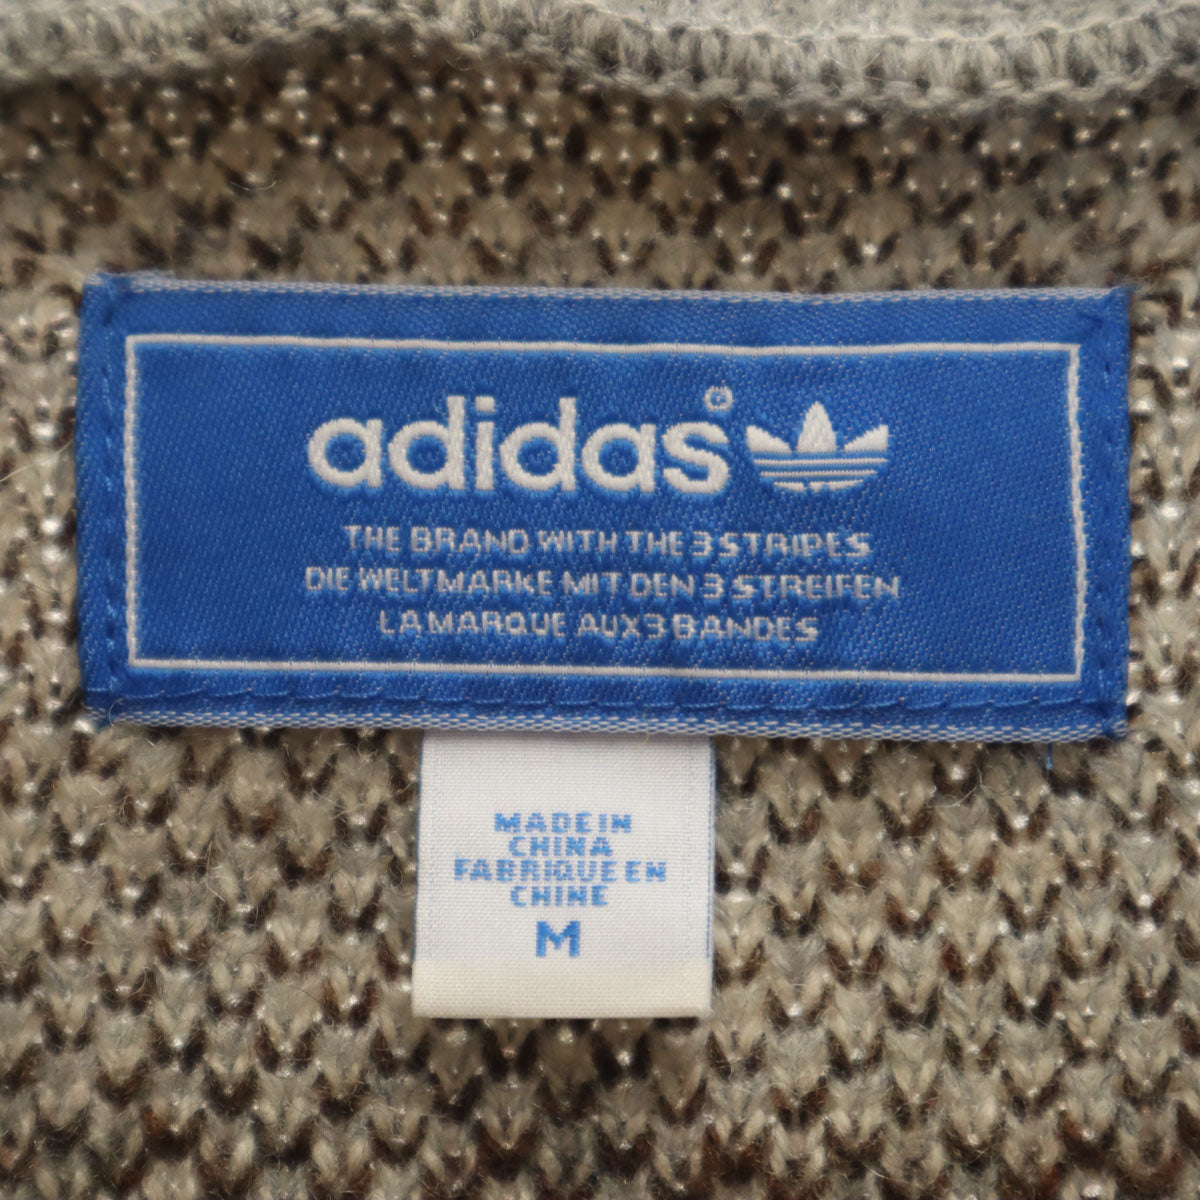 adidas®
THE BRAND WITH THE 3 STRIPES
DIE WELTMARKE MIT DEN 3 STREIFEN
LA MARQUE AUX 3 BANDES
MADE IN
CHINA
FABRIQUE EN
CHINE
M